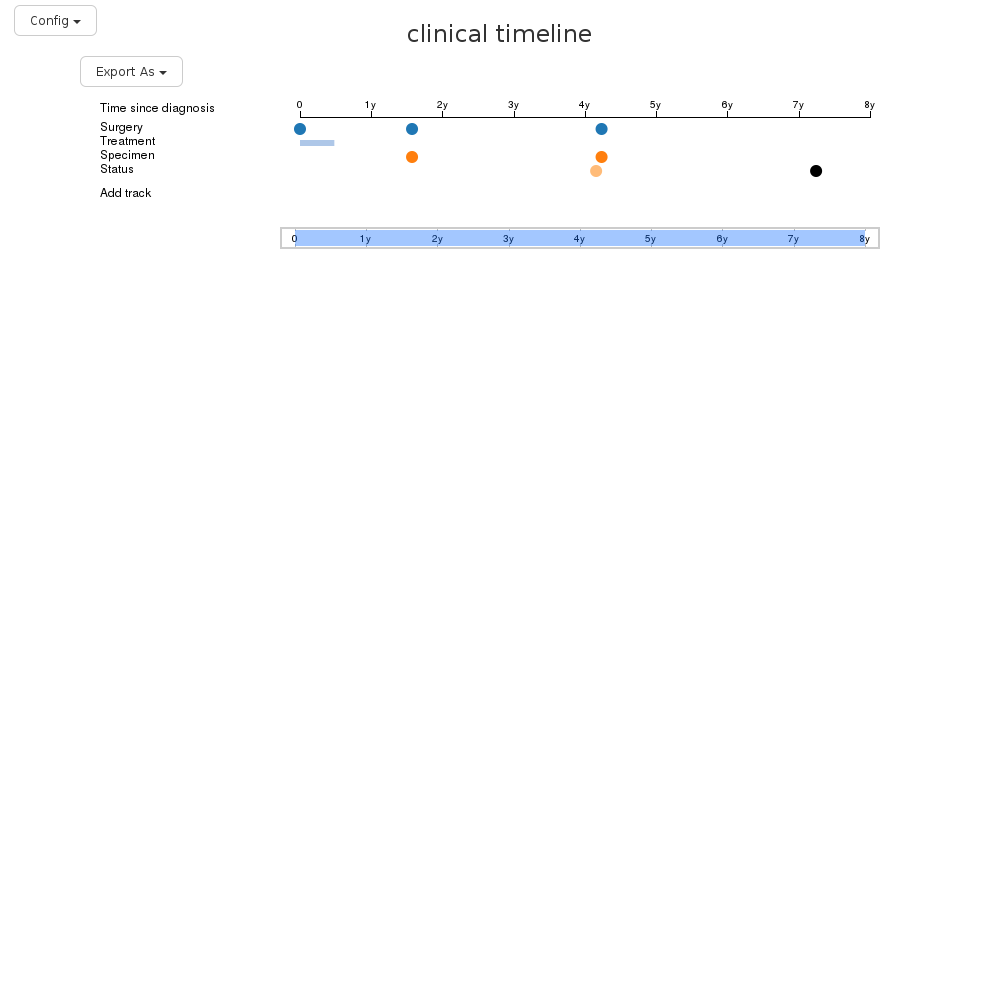 Config
clinical timeline
Export As
Time since diagnosis
0 1y 2y 3y 4y 5y 6y 7y 8y
Surgery
Treatment
Specimen
Status
Add track
0 1y 2y 3y 4y 5y 6y 7y 8y